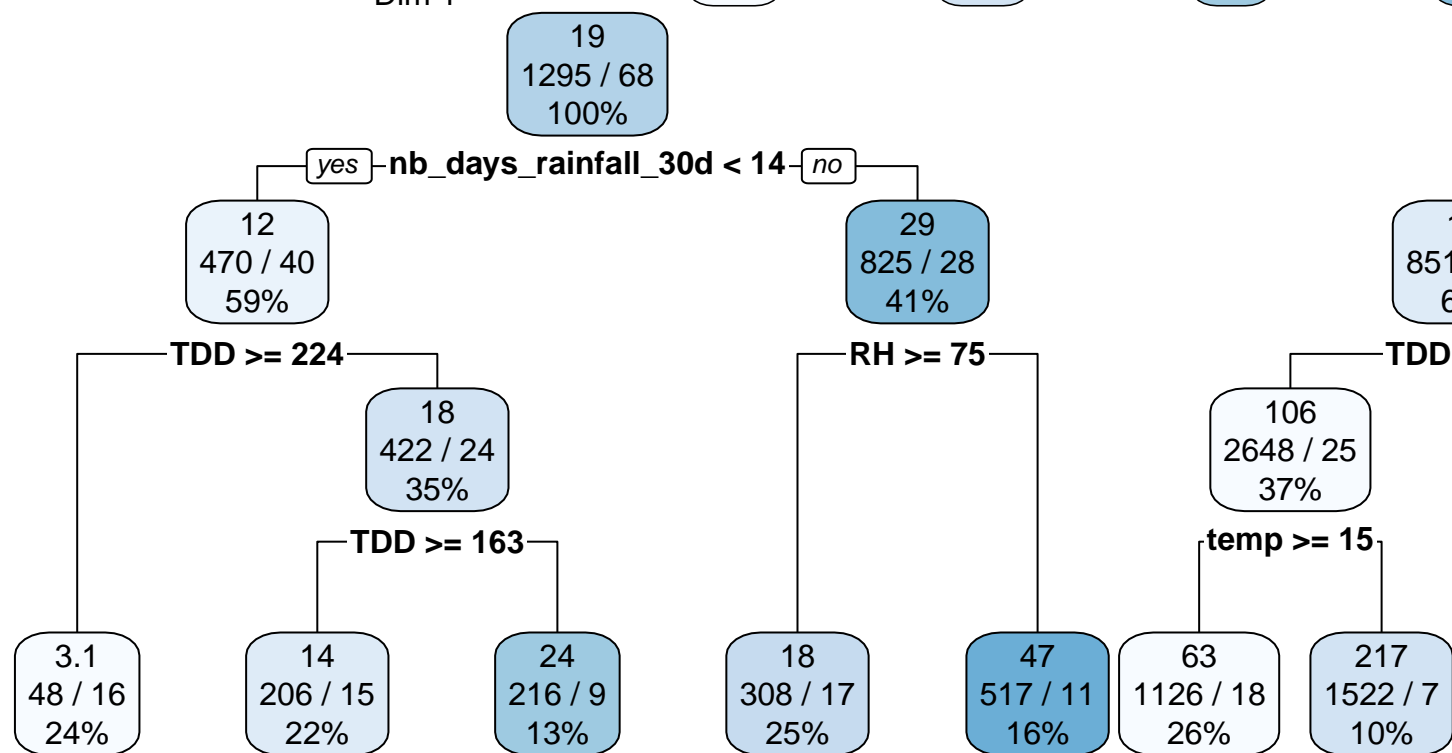 19
1295 / 68
100%
yes nb_days_rainfall_30d < 14 no
12
470 / 40
59%
29
825 / 28
41%
TDD >= 224
RH >= 75
TDD
18
422 / 24
35%
106
2648 / 25
37%
TDD >= 163
temp >= 15
3.1
48 / 16
24%
14
206 / 15
22%
24
216 / 9
13%
18
308 / 17
25%
47
517 / 11
16%
63
1126 / 18
26%
217
1522 / 7
10%